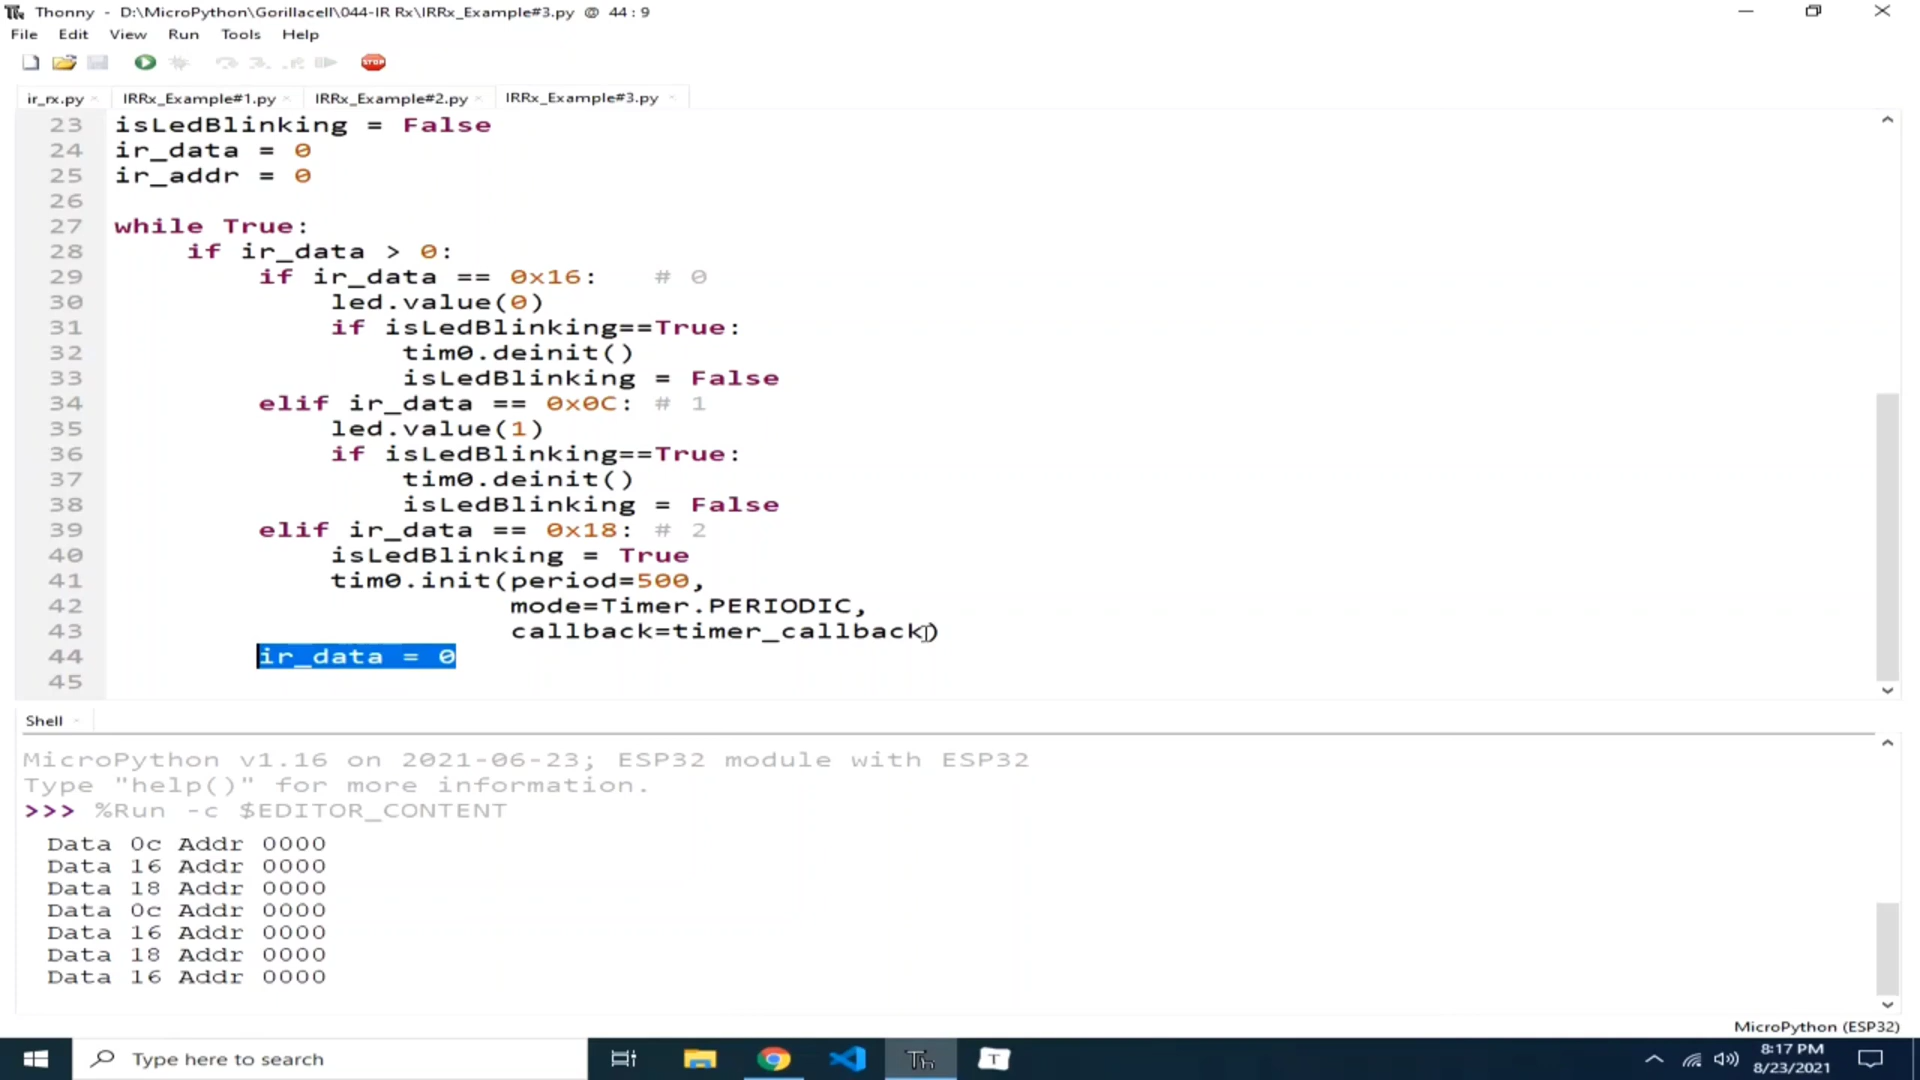 Thonny - D:\MicroPython\Gorillacell\044-IR Rx\IRRx_Example#3.py @ 44 : 9
File Edit View Run Tools Help
STOP
ir_rx.py × IRRx_Example#1.py × IRRx_Example#2.py × IRRx_Example#3.py ×
23 isLedBlinking = False
24 ir_data = 0
25 ir_addr = 0
26
27 while True:
28 if ir_data > 0:
29 if ir_data == 0x16: # 0
30 led.value(0)
31 if isLedBlinking==True:
32 tim0.deinit()
33 isLedBlinking = False
34 elif ir_data == 0x0C: # 1
35 led.value(1)
36 if isLedBlinking==True:
37 tim0.deinit()
38 isLedBlinking = False
39 elif ir_data == 0x18: # 2
40 isLedBlinking = True
41 tim0.init(period=500,
42 mode=Timer.PERIODIC,
43 callback=timer_callback)
44 ir_data = 0
45
Shell ×
MicroPython v1.16 on 2021-06-23; ESP32 module with ESP32
Type "help()" for more information.
>>> %Run -c $EDITOR_CONTENT
Data 0c Addr 0000
Data 16 Addr 0000
Data 18 Addr 0000
Data 0c Addr 0000
Data 16 Addr 0000
Data 18 Addr 0000
Data 16 Addr 0000
MicroPython (ESP32)
Type here to search
Th
T
8:17 PM
8/23/2021